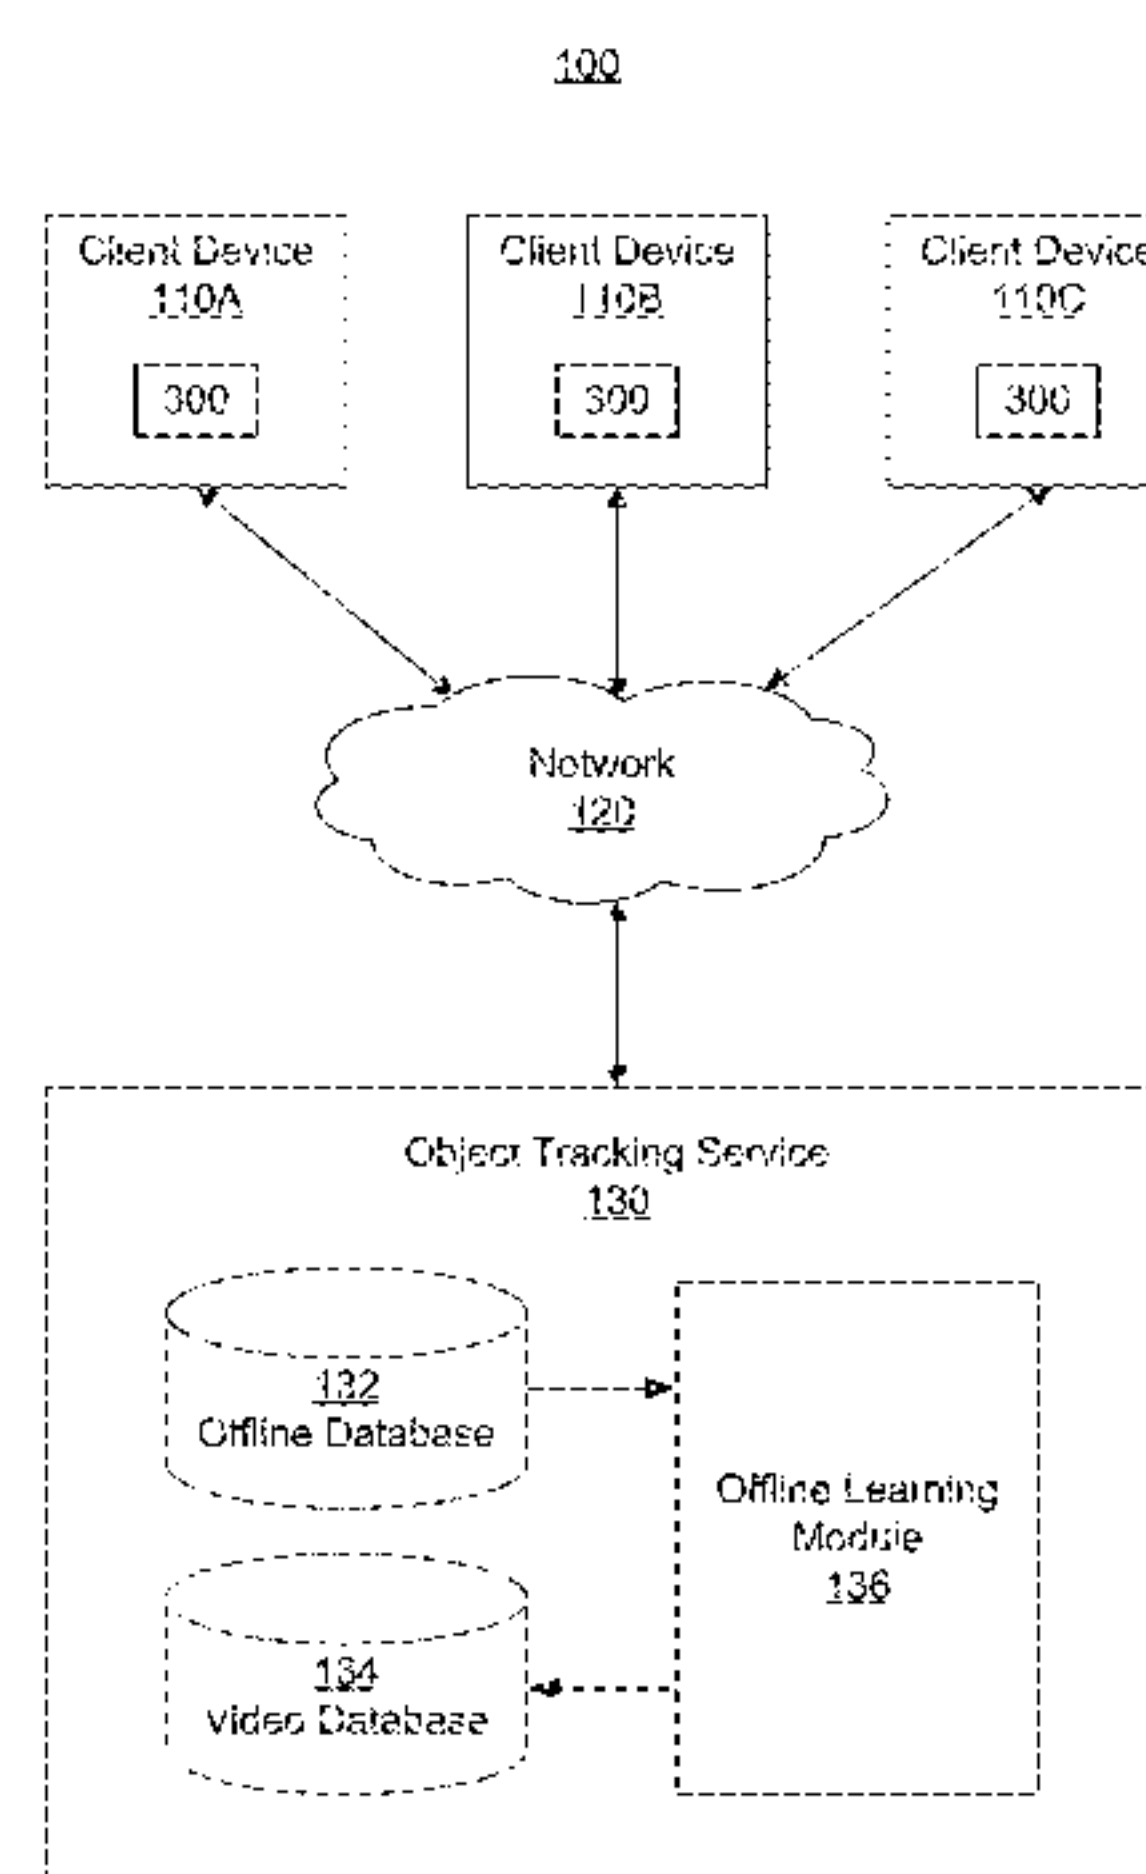 100
Client Device
110A
300
Client Device
110B
300
Client Device
110C
300
Network
120
Object Tracking Service
130
132
Offline Database
Offline Learning
Module
136
134
Video Database